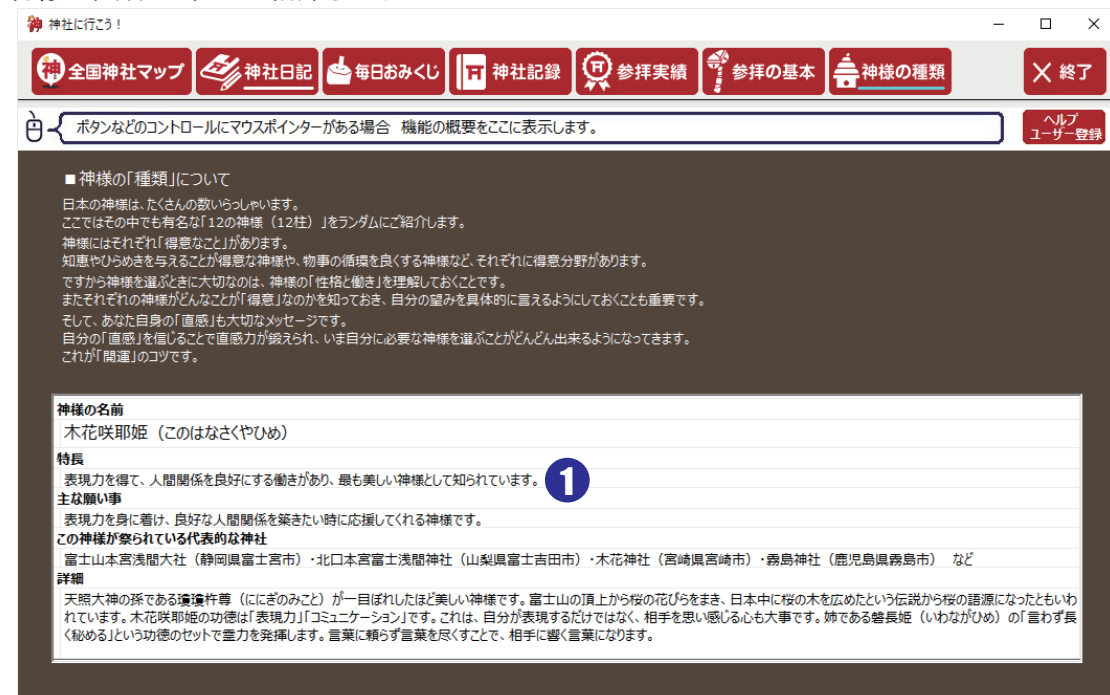 神社に行こう!
全国神社マップ 神社日記 毎日おみくじ 神社記録 参拝実績 参拝の基本 神様の種類 終了
ボタンなどのコントロールにマウスポインターがある場合 機能の概要をここに表示します。
ヘルプ
ユーザー登録
■神様の「種類」について
日本の神様は、たくさんの数いらっしゃいます。
ここではその中でも有名な「12の神様(12柱)」をランダムにご紹介します。
神様にはそれぞれ「得意なこと」があります。
知恵やひらめきを与えることが得意な神様や、物事の循環を良くする神様など、それぞれに得意分野があります。
ですから神様を選ぶときに大切なのは、神様の「性格と働き」を理解しておくことです。
またそれぞれの神様がどんなことが「得意」なのかを知っておき、自分の望みを具体的に言えるようにしておくことも重要です。
そして、あなた自身の「直感」も大切なメッセージです。
自分の「直感」を信じることで直感力が鍛えられ、いま自分に必要な神様を選ぶことがどんどん出来るようになってきます。
これが「開運」のコツです。
神様の名前
木花咲耶姫(このはなさくやひめ)
特長
表現力を得て、人間関係を良好にする働きがあり、最も美しい神様として知られています。
1
主な願い事
表現力を身に着け、良好な人間関係を築きたい時に応援してくれる神様です。
この神様が祭られている代表的な神社
富士山本宮浅間大社(静岡県富士宮市)・北口本宮冨士浅間神社(山梨県富士吉田市)・木花神社(宮崎県宮崎市)・霧島神社(鹿児島県霧島市) など
詳細
天照大神の孫である瓊瓊杵尊(ににぎのみこと)が一目ぼれしたほど美しい神様です。富士山の頂上から桜の花びらをまき、日本中に桜の木を広めたという伝説から桜の語源になったともいわ
れています。木花咲耶姫の功徳は「表現力」「コミュニケーション」です。これは、自分が表現するだけではなく、相手を思い感じる心も大事です。姉である磐長姫(いわながひめ)の「言わず長
く秘める」という功徳のセットで霊力を発揮します。言葉に頼らず言葉を尽くすことで、相手に響く言葉になります。